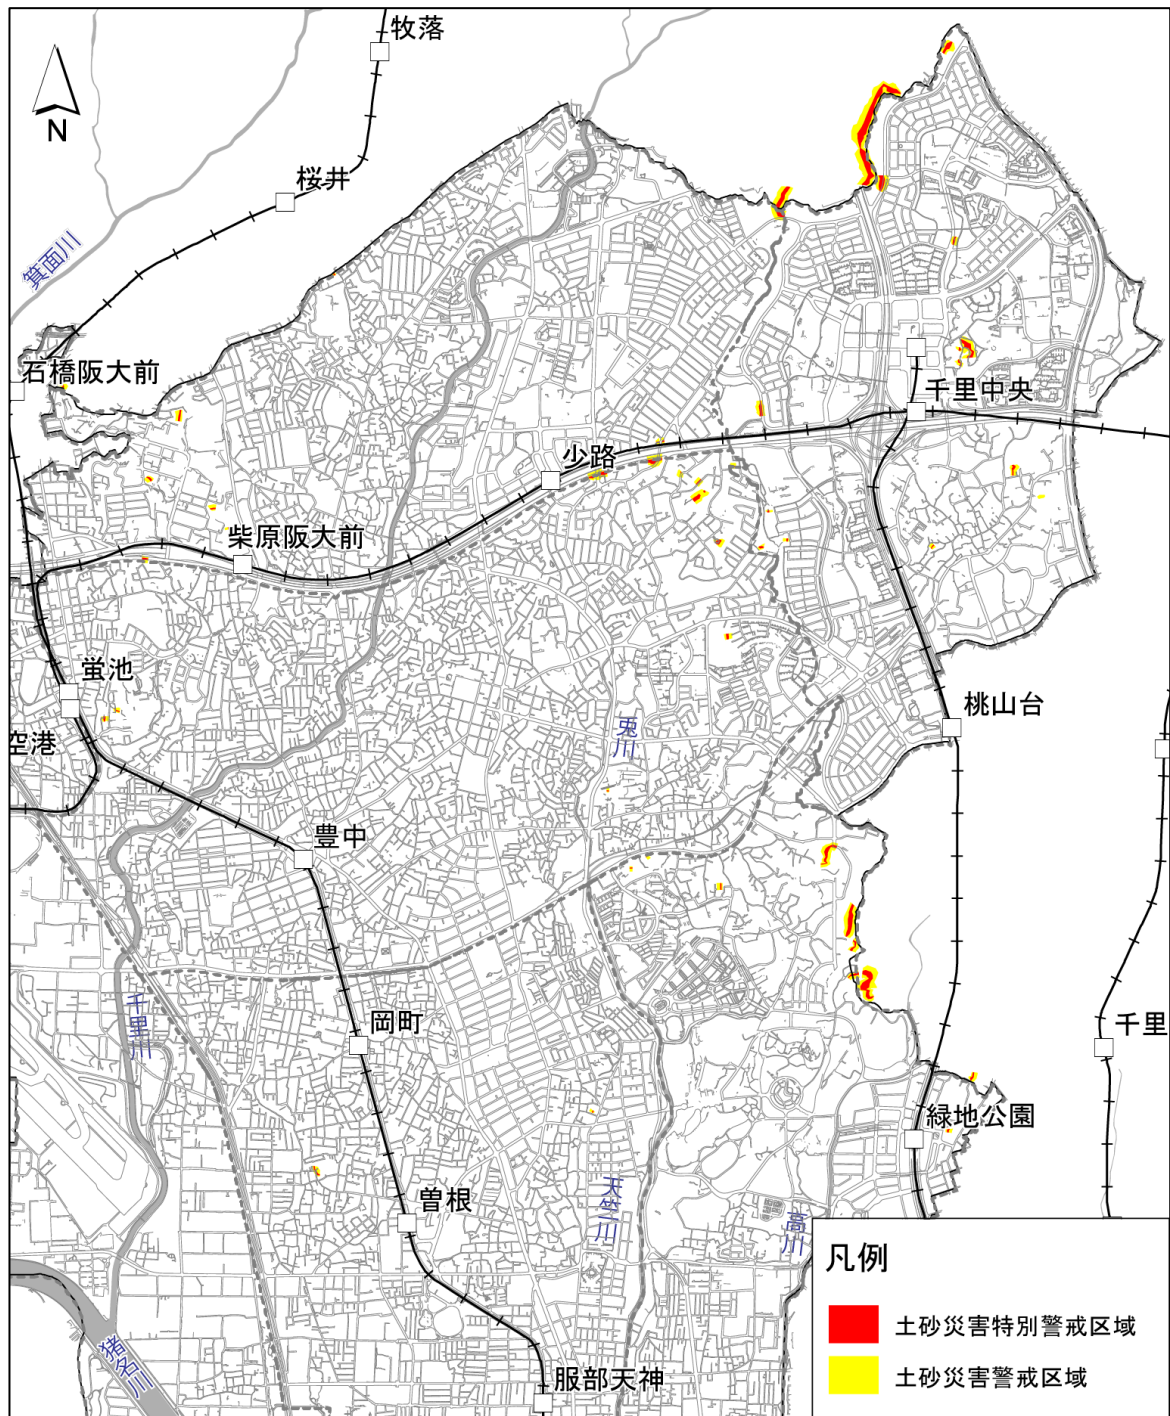 牧落
N
桜井
箕面川
石橋阪大前
千里中央
少路
柴原阪大前
蛍池
桃山台
空港
兎川
豊中
千里川
岡町
千里
緑地公園
曽根
天竺川
高川
猪名川
服部天神
凡例
土砂災害特別警戒区域
土砂災害警戒区域